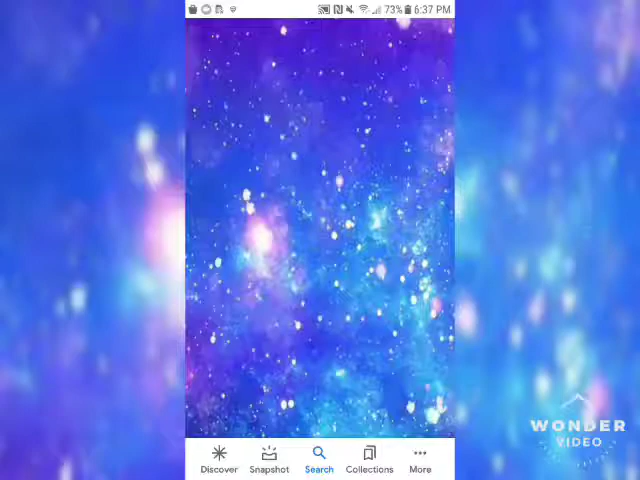 73% 6:37 PM
Discover Snapshot Search Collections More
WONDER
VIDEO